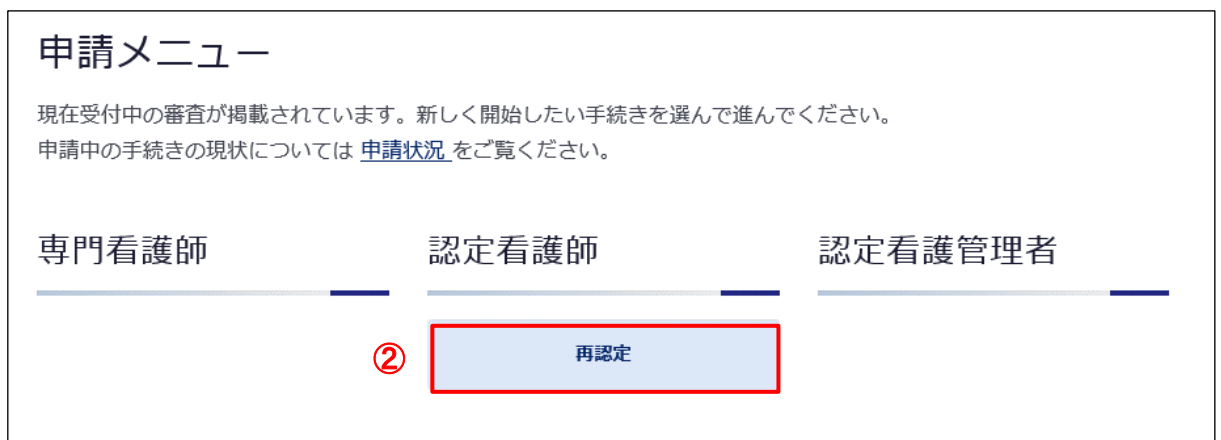 申請メニュー
現在受付中の審査が掲載されています。新しく開始したい手続きを選んで進んでください。
申請中の手続きの現状については 申請状況 をご覧ください。
専門看護師
認定看護師
認定看護管理者
② 再認定